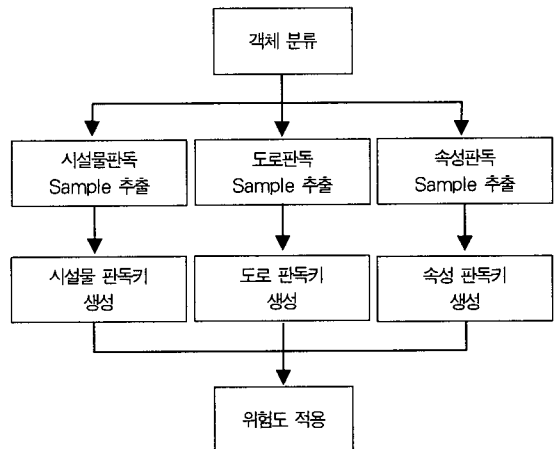 객체 분류
시설물판독
Sample 추출
도로판독
Sample 추출
속성판독
Sample 추출
시설물 판독키
생성
도로 판독키
생성
속성 판독키
생성
위험도 적용